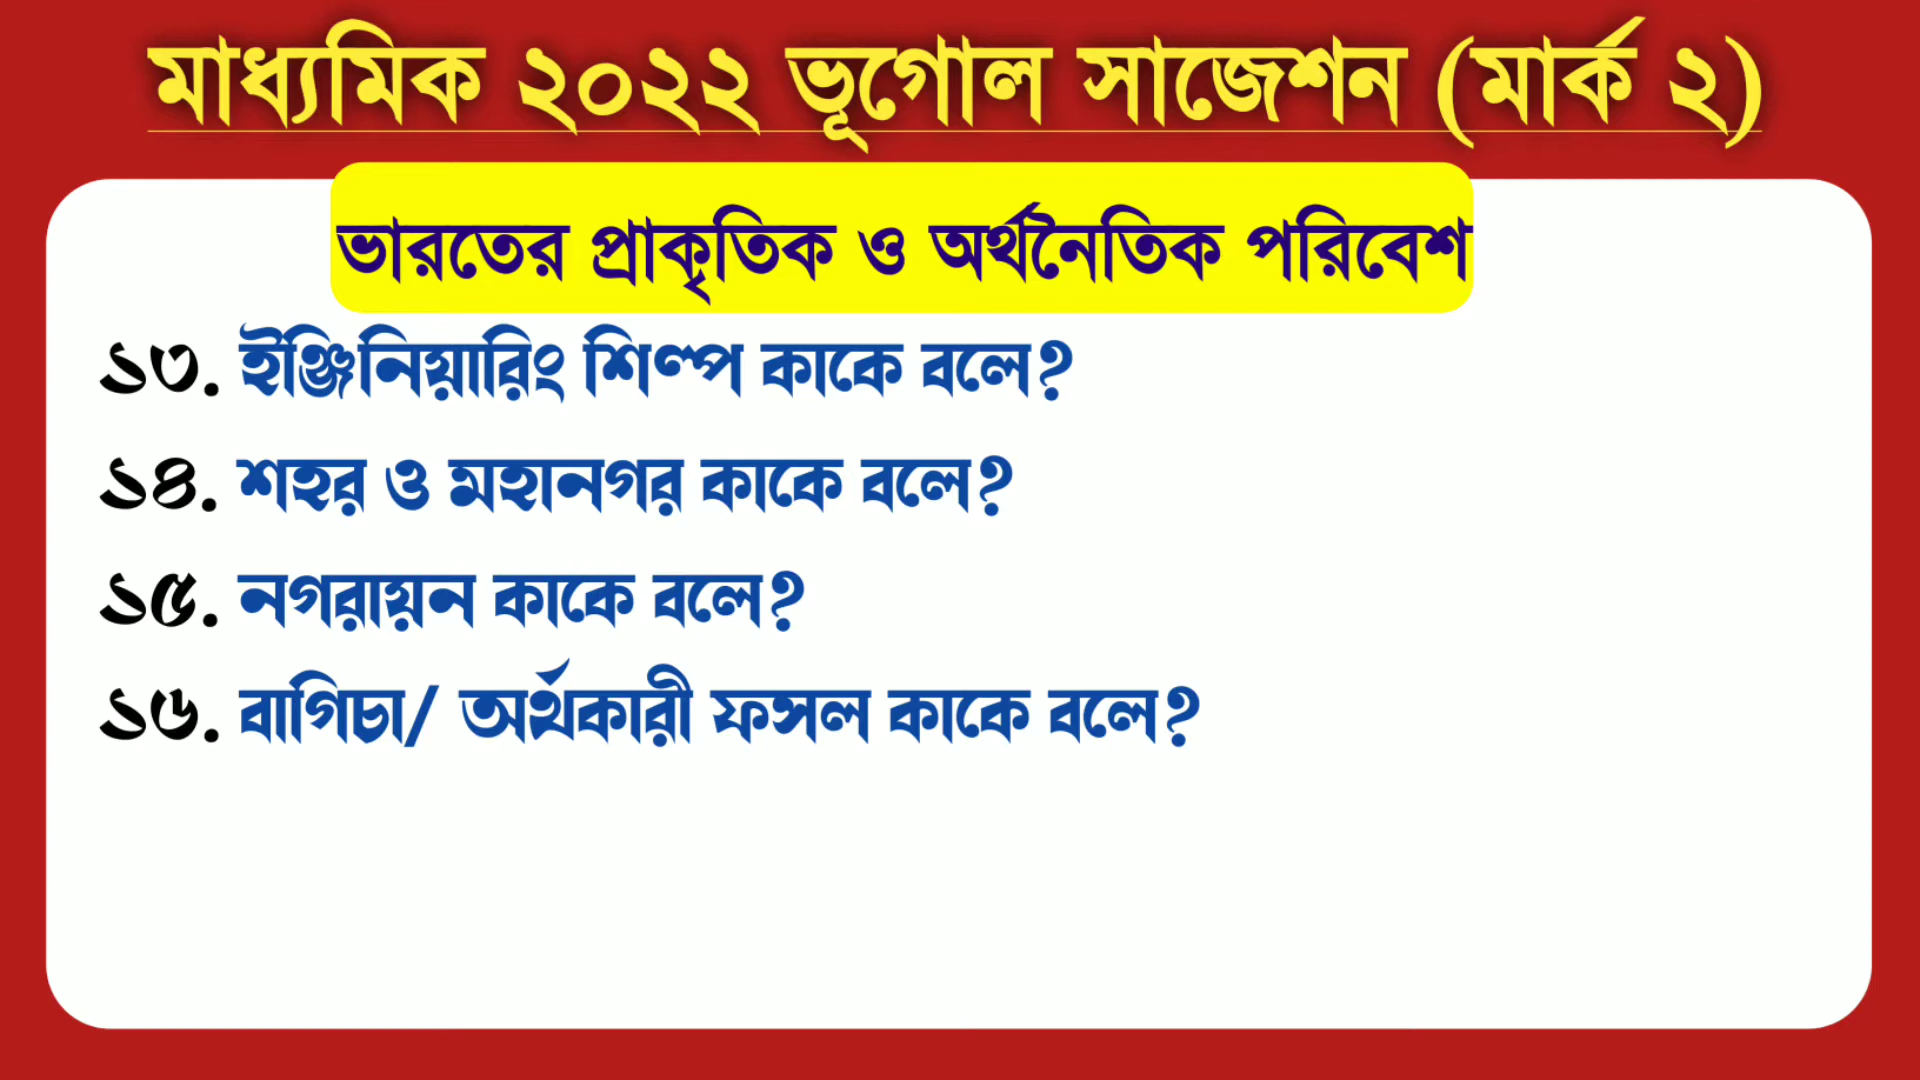 মাধ্যমিক ২০২২ ভূগোল সাজেশন (মার্ক ২)
ভারতের প্রাকৃতিক ও অর্থনৈতিক পরিবেশ
১৩. ইঞ্জিনিয়ারিং শিল্প কাকে বলে?
১৪. শহর ও মহানগর কাকে বলে?
১৫. নগরায়ন কাকে বলে?
১৬. বাগিচা/ অর্থকারী ফসল কাকে বলে?